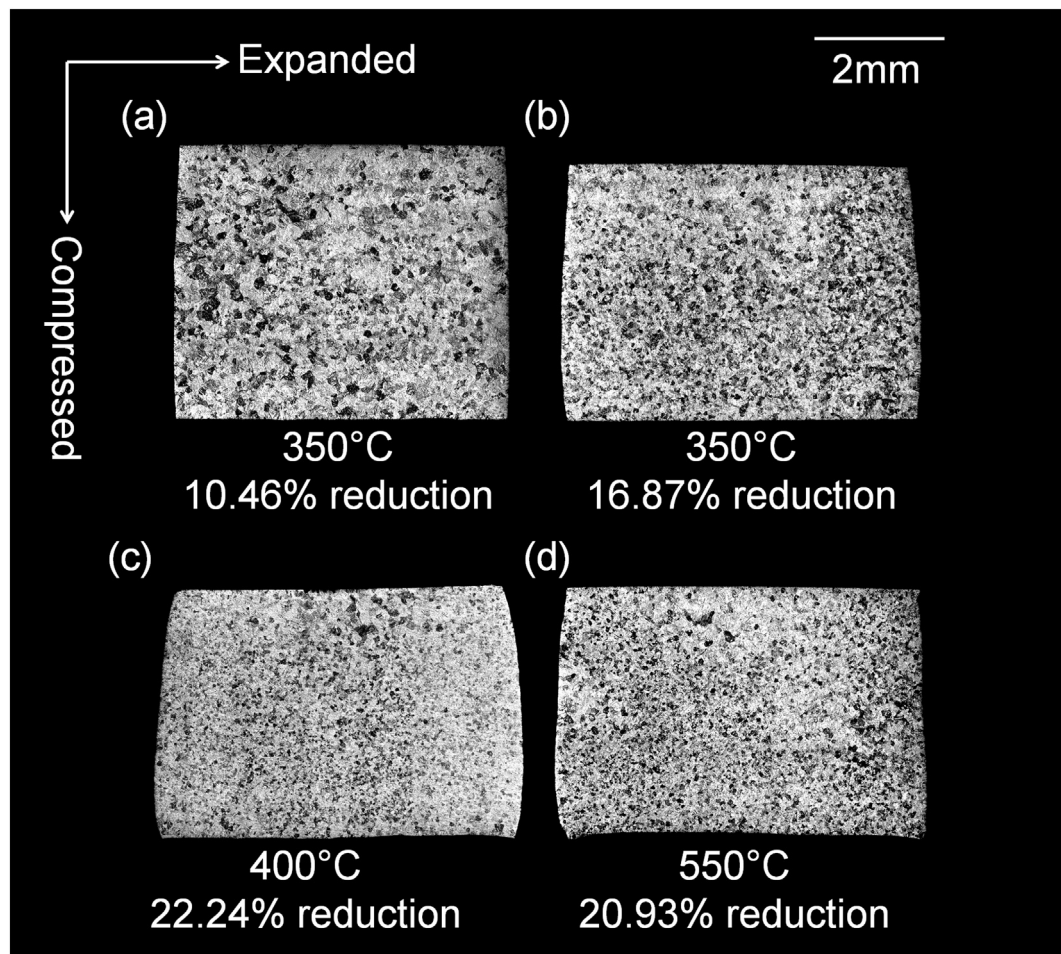 Expanded
2mm
Compressed
(a)
(b)
350°C
10.46% reduction
350°C
16.87% reduction
(c)
(d)
400°C
22.24% reduction
550°C
20.93% reduction